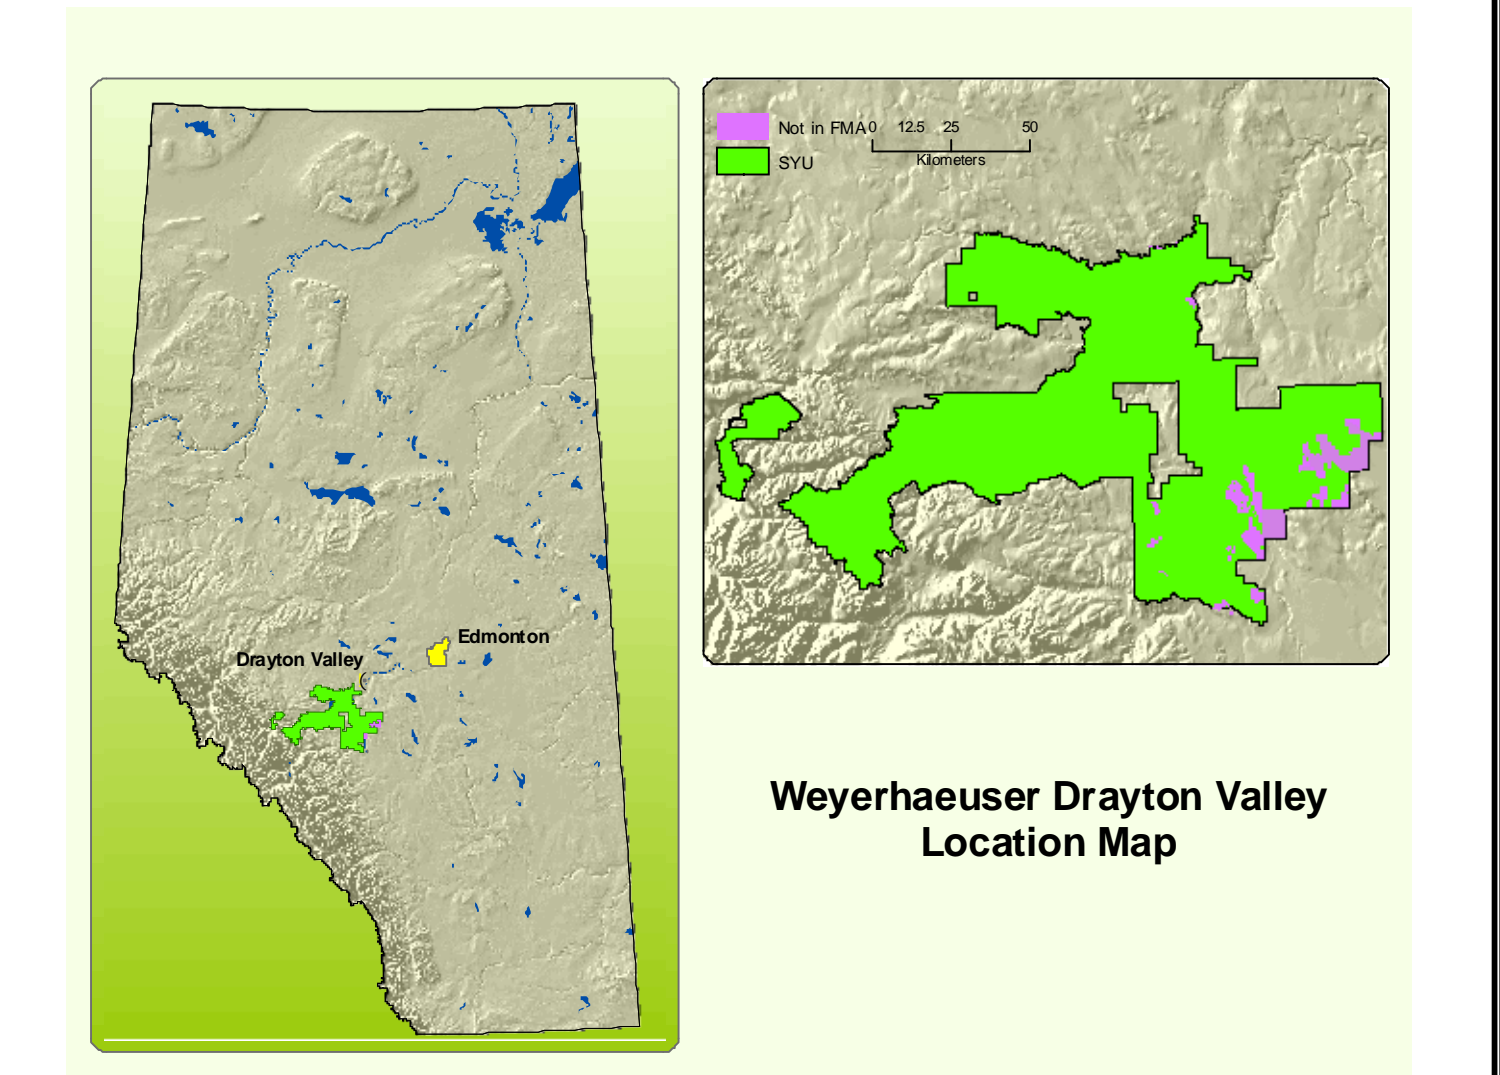 Not in FMA
0 12.5 25 50
Kilometers
SYU
Edmonton
Drayton Valley
Weyerhaeuser Drayton Valley
Location Map